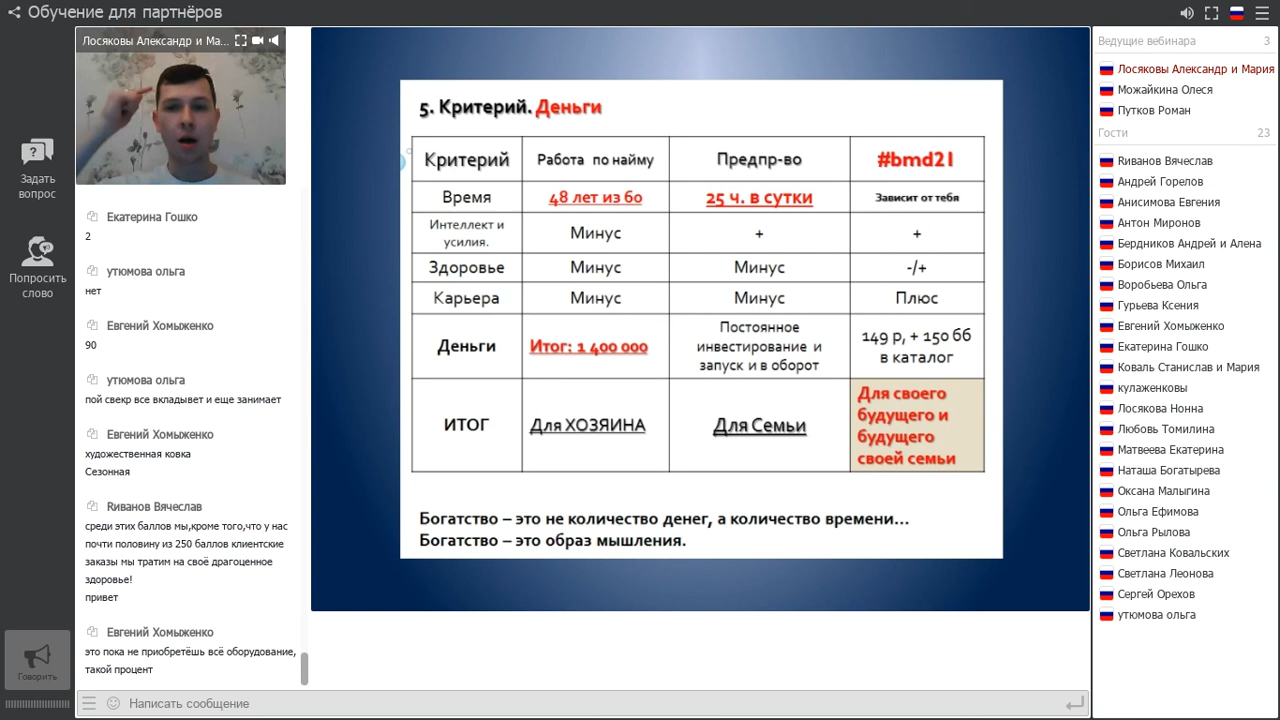 Обучение для партнёров
Лосяковы Александр и Ма...
Задать
вопрос
Попросить
слово
Говорить
Екатерина Гошко
2
утюмова ольга
нет
Евгений Хомыженко
90
утюмова ольга
пой свекр все вкладывет и еще занимает
Евгений Хомыженко
художественная ковка
Сезонная
Rиванов Вячеслав
среди этих баллов мы,кроме того,что у нас
почти половину из 250 баллов клиентские
заказы мы тратим на своё драгоценное
здоровье!
привет
Евгений Хомыженко
это пока не приобретёшь всё оборудование,
такой процент
Написать сообщение
5. Критерий. Деньги
Критерий Работа по найму Предпр-во #bmd21
Время 48 лет из 60 25 ч. в сутки Зависит от тебя
Интеллект и
усилия. Минус + +
Здоровье Минус Минус -/+
Карьера Минус Минус Плюс
Деньги Итог: 1 400 000
Постоянное
инвестирование и
запуск и в оборот
149 р, + 150 бб
в каталог
ИТОГ Для ХОЗЯИНА Для Семьи
Для своего
будущего и
будущего
своей семьи
Богатство – это не количество денег, а количество времени...
Богатство – это образ мышления.
Ведущие вебинара 3
Лосяковы Александр и Мария
Можайкина Олеся
Путков Роман
Гости 23
Rиванов Вячеслав
Андрей Горелов
Анисимова Евгения
Антон Миронов
Бердников Андрей и Алена
Борисов Михаил
Воробьева Ольга
Гурьева Ксения
Евгений Хомыженко
Екатерина Гошко
Коваль Станислав и Мария
кулаженковы
Лосякова Нонна
Любовь Томилина
Матвеева Екатерина
Наташа Богатырева
Оксана Малыгина
Ольга Ефимова
Ольга Рылова
Светлана Ковальских
Светлана Леонова
Сергей Орехов
утюмова ольга